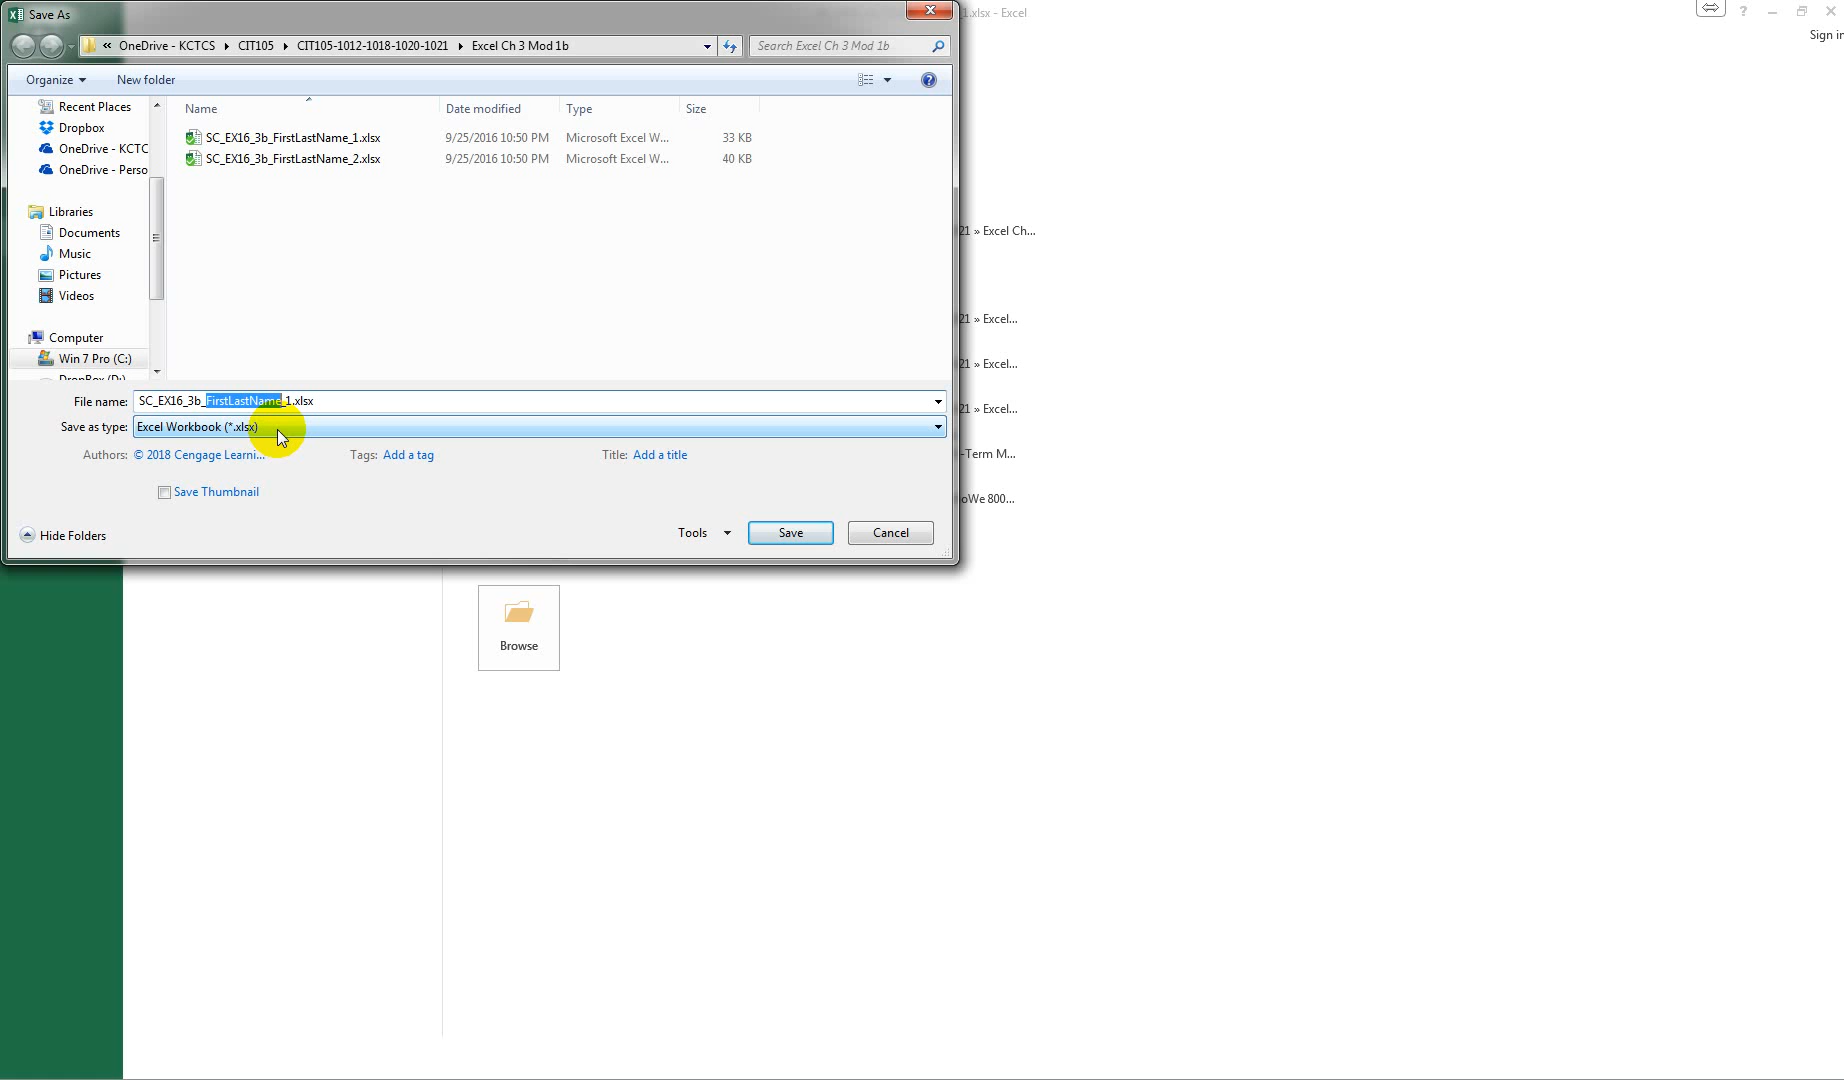 Save As
1.xlsx - Excel
?
Sign in
« OneDrive - KCTCS ▸ CIT105 ▸ CIT105-1012-1018-1020-1021 ▸ Excel Ch 3 Mod 1b
Search Excel Ch 3 Mod 1b
Organize
New folder
?
Recent Places
Dropbox
OneDrive - KCTC
OneDrive - Perso
Libraries
Documents
Music
Pictures
Videos
Computer
Win 7 Pro (C:)
DropBox (D:)
Name Date modified Type Size
SC_EX16_3b_FirstLastName_1.xlsx 9/25/2016 10:50 PM Microsoft Excel W... 33 KB
SC_EX16_3b_FirstLastName_2.xlsx 9/25/2016 10:50 PM Microsoft Excel W... 40 KB
21 » Excel Ch...
21 » Excel...
21 » Excel...
21 » Excel...
-Term M...
oWe 800...
File name: SC_EX16_3b_FirstLastName_1.xlsx
Save as type: Excel Workbook (*.xlsx)
Authors: © 2018 Cengage Learni... Tags: Add a tag Title: Add a title
Save Thumbnail
Hide Folders
Tools
Save
Cancel
Browse